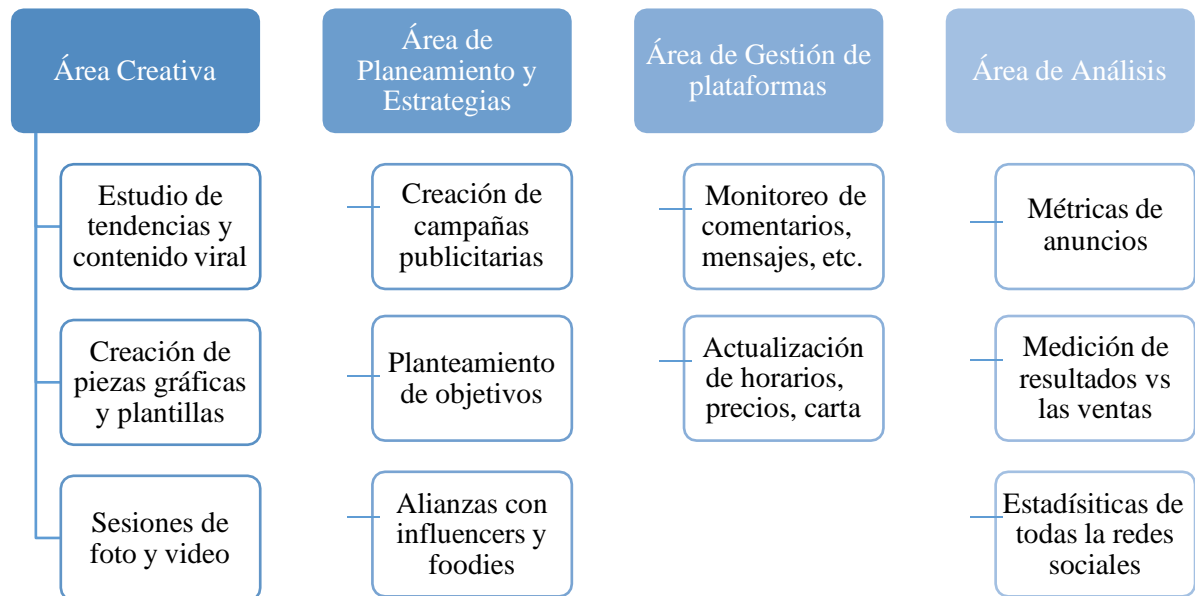 Área Creativa
Estudio de
tendencias y
contenido viral
Creación de
piezas gráficas
y plantillas
Sesiones de
foto y video
Área de
Planeamiento y
Estrategias
Creación de
campañas
publicitarias
Planteamiento
de objetivos
Alianzas con
influencers y
foodies
Área de Gestión de
plataformas
Monitoreo de
comentarios,
mensajes, etc.
Actualización
de horarios,
precios, carta
Área de Análisis
Métricas de
anuncios
Medición de
resultados vs
las ventas
Estadísiticas de
todas la redes
sociales